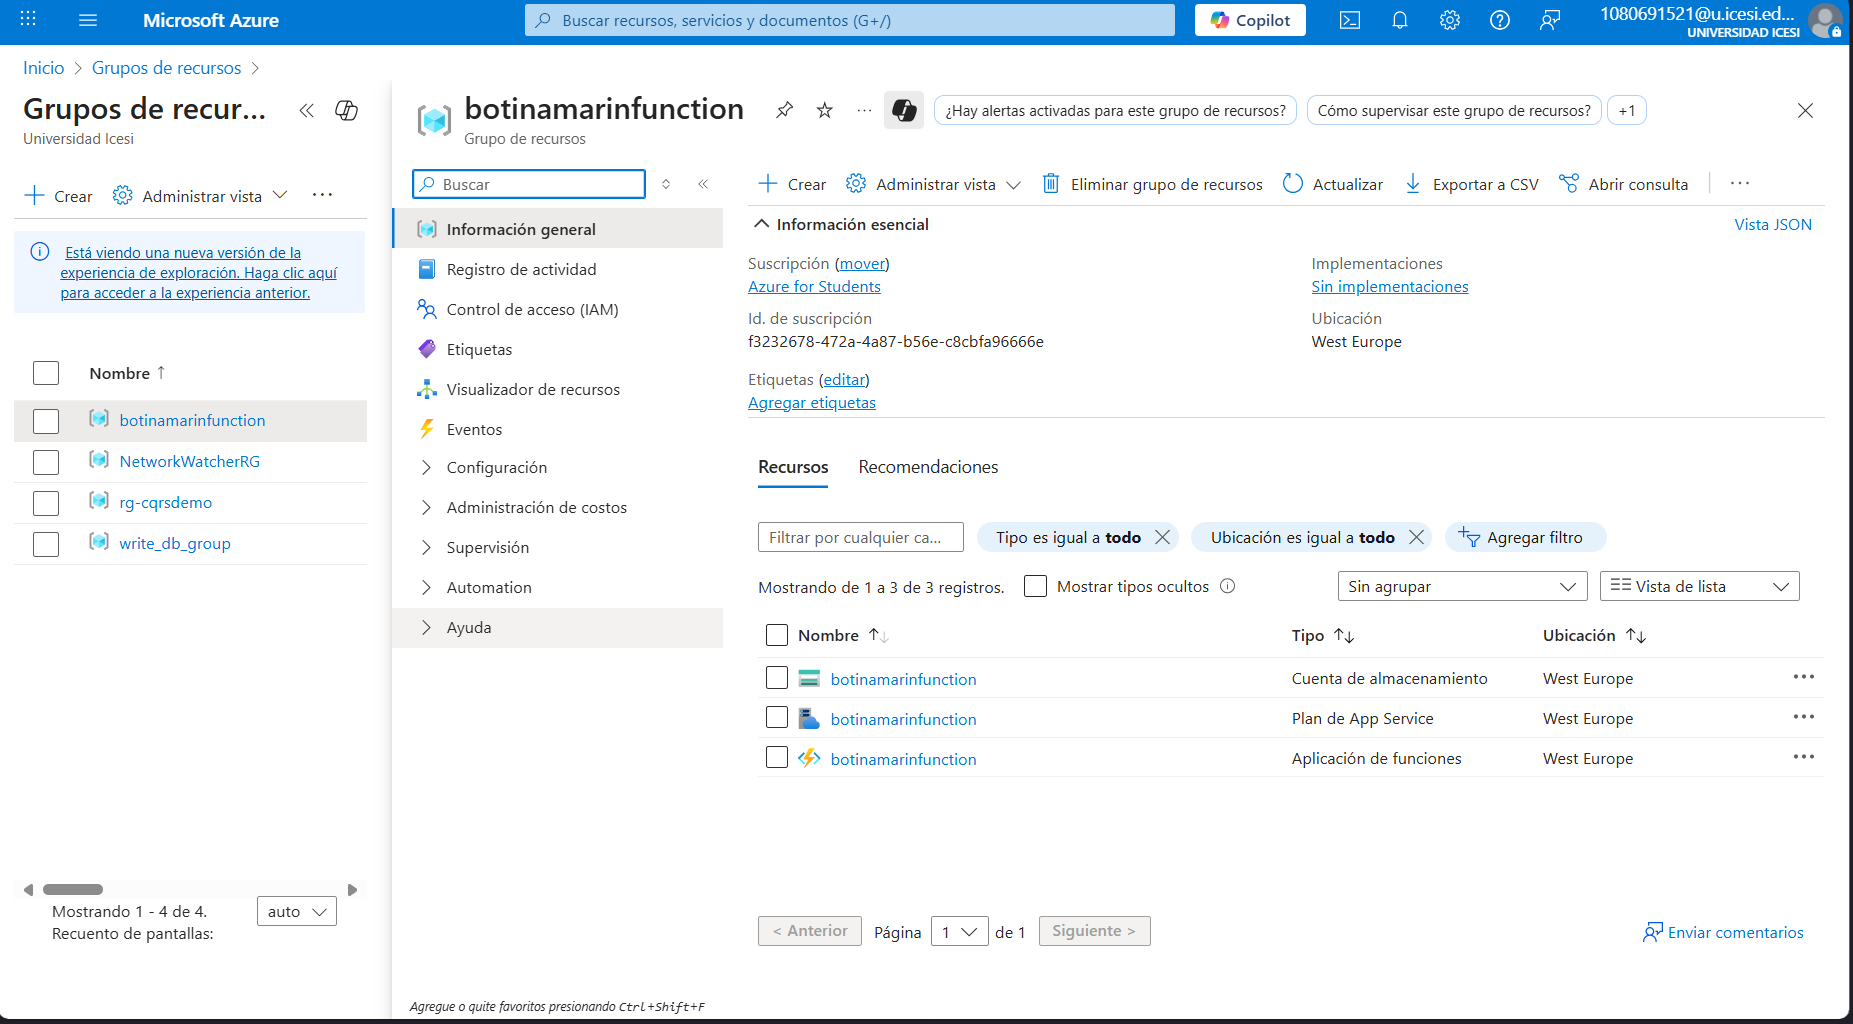 Microsoft Azure
Buscar recursos, servicios y documentos (G+/)
Copilot
1080691521@u.icesi.ed...
UNIVERSIDAD ICESI
Inicio > Grupos de recursos >
Grupos de recur...
Universidad Icesi
Crear
Administrar vista
Está viendo una nueva versión de la
experiencia de exploración. Haga clic aquí
para acceder a la experiencia anterior.
Nombre ↑
botinamarinfunction
NetworkWatcherRG
rg-cqrsdemo
write_db_group
Mostrando 1 - 4 de 4.
Recuento de pantallas:
auto
botinamarinfunction
Grupo de recursos
¿Hay alertas activadas para este grupo de recursos?
Cómo supervisar este grupo de recursos?
+1
Buscar
Información general
Registro de actividad
Control de acceso (IAM)
Etiquetas
Visualizador de recursos
Eventos
Configuración
Administración de costos
Supervisión
Automation
Ayuda
Agregue o quite favoritos presionando Ctrl+Shift+F
Crear
Administrar vista
Eliminar grupo de recursos
Actualizar
Exportar a CSV
Abrir consulta
Información esencial
Vista JSON
Suscripción (mover)
Azure for Students
Id. de suscripción
f3232678-472a-4a87-b56e-c8cbfa96666e
Implementaciones
Sin implementaciones
Ubicación
West Europe
Etiquetas (editar)
Agregar etiquetas
Recursos
Recomendaciones
Filtrar por cualquier ca...
Tipo es igual a todo
Ubicación es igual a todo
Agregar filtro
Mostrando de 1 a 3 de 3 registros.
Mostrar tipos ocultos
Sin agrupar
Vista de lista
Nombre ↑↓ Tipo ↑↓ Ubicación ↑↓
botinamarinfunction Cuenta de almacenamiento West Europe
botinamarinfunction Plan de App Service West Europe
botinamarinfunction Aplicación de funciones West Europe
< Anterior
Página 1 de 1
Siguiente >
Enviar comentarios